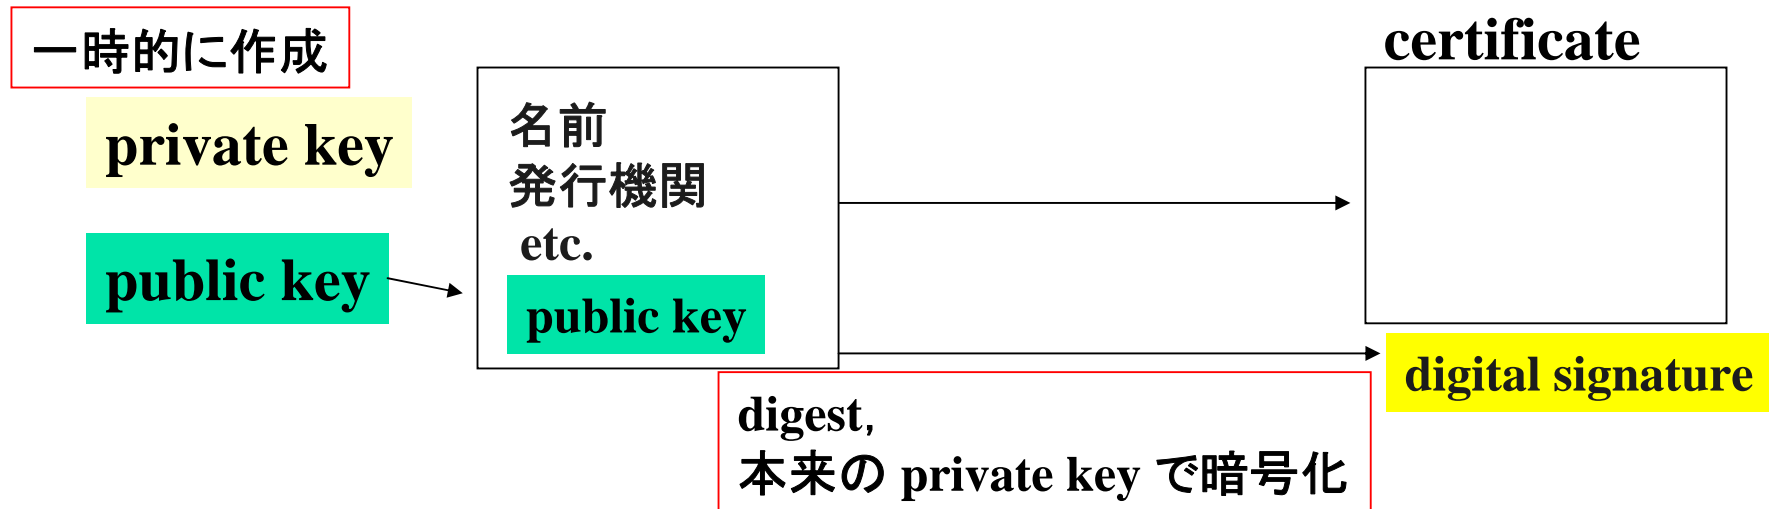 一時的に作成
private key
public key
名前
発行機関
etc.
public key
certificate
digital signature
digest,
本来の private key で暗号化